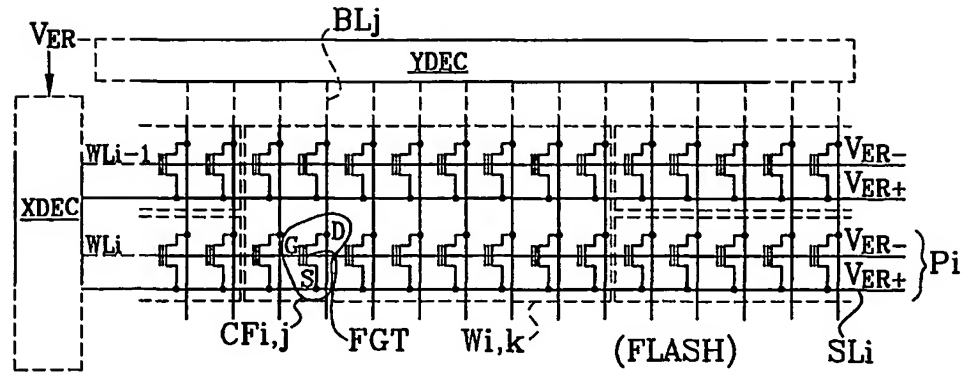 BLj
VER-
YDEC
WLi-1
VER-
VER+
XDEC
WLi
G
D
S
VER-
VER+
Pi
CFi,j
FGT
Wi,k
(FLASH)
SLi